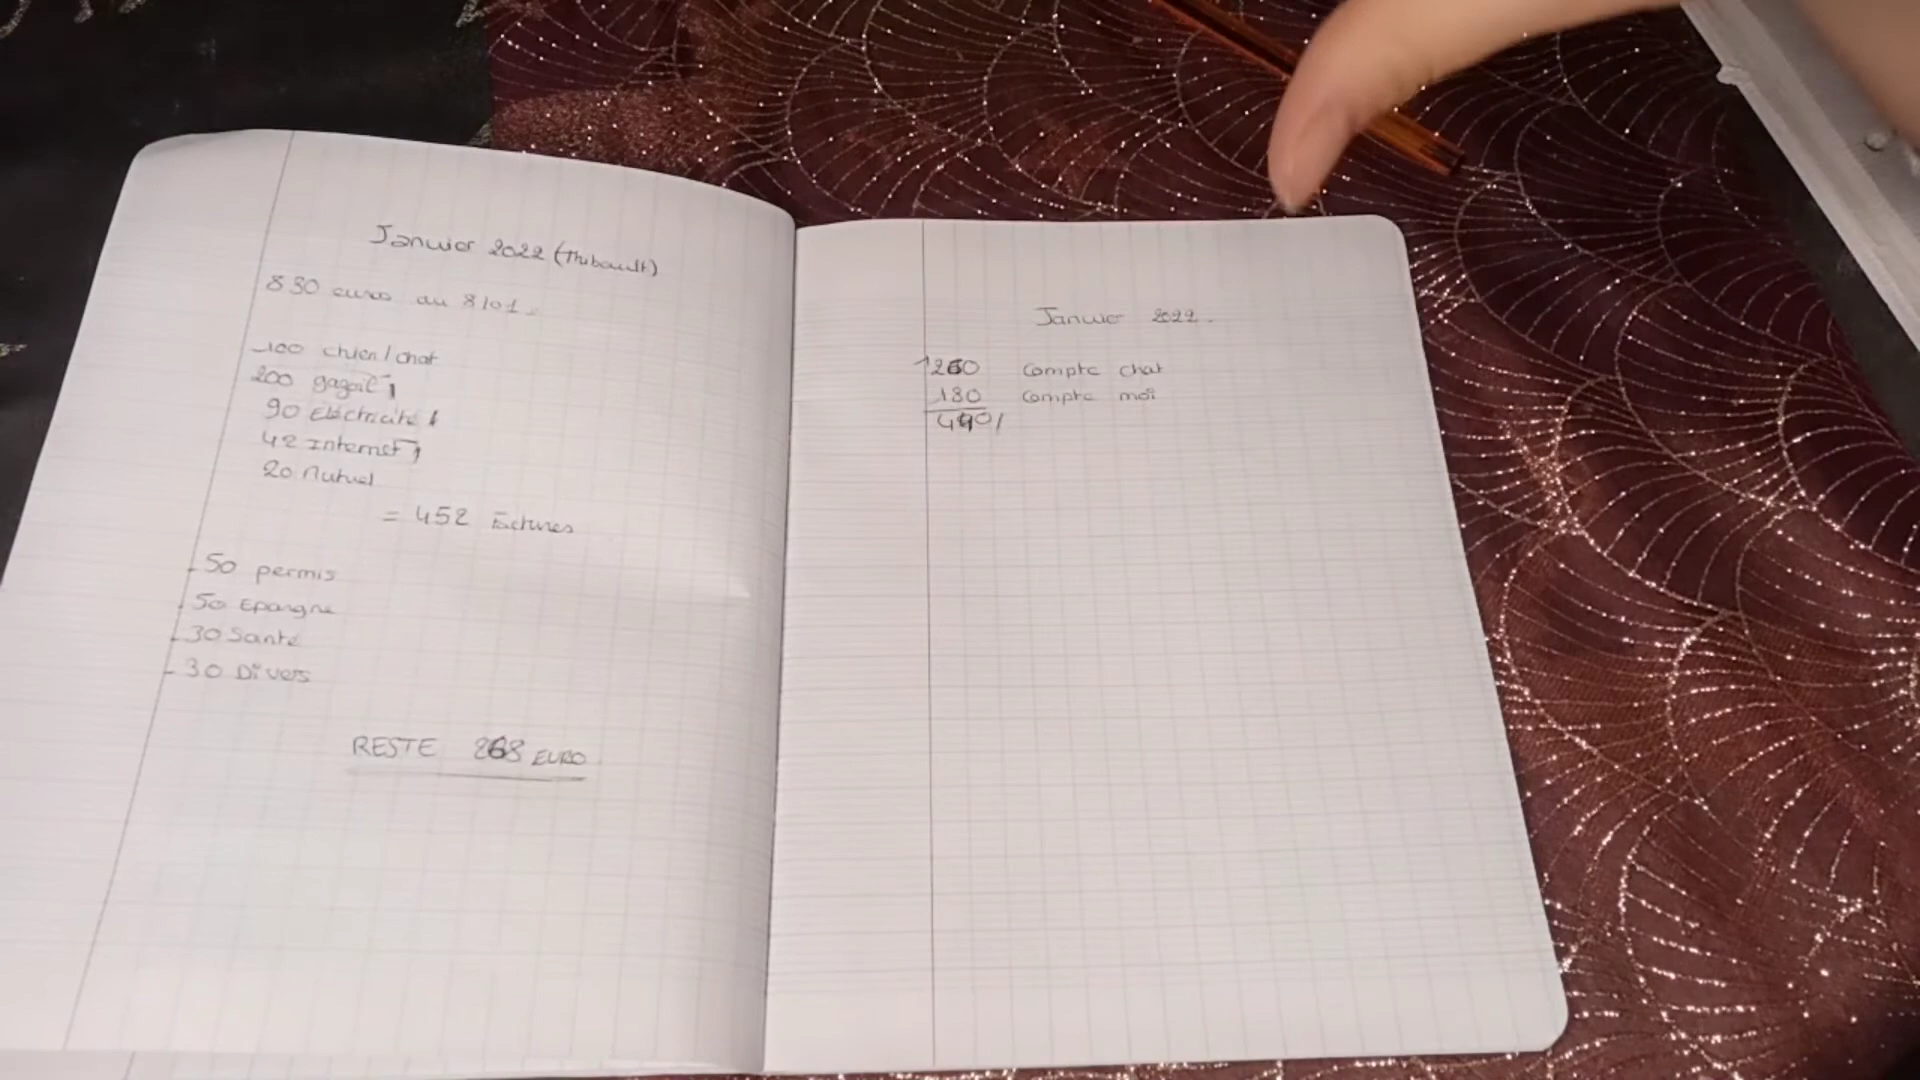 Janvier 2022 (Thibault)
830 euros au 8/01.
-100 chien/chat
200 gazoil
90 Eléctricité
42 Internet
20 Mutuel
= 452 Factures
- 50 permis
- 50 Epargne
- 30 Santé
- 30 Divers
RESTE 268 EURO
Janvier 2022.
Compte chat
180 Compte moi